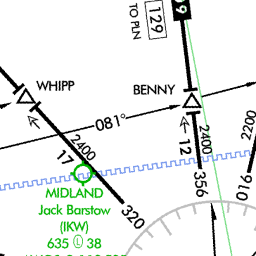 TO PLN
129
WHIPP
BENNY
081°
2400
17
2400
12
2200
MIDLAND
Jack Barstow
(IKW)
635 Ⓛ 38
320
356
016